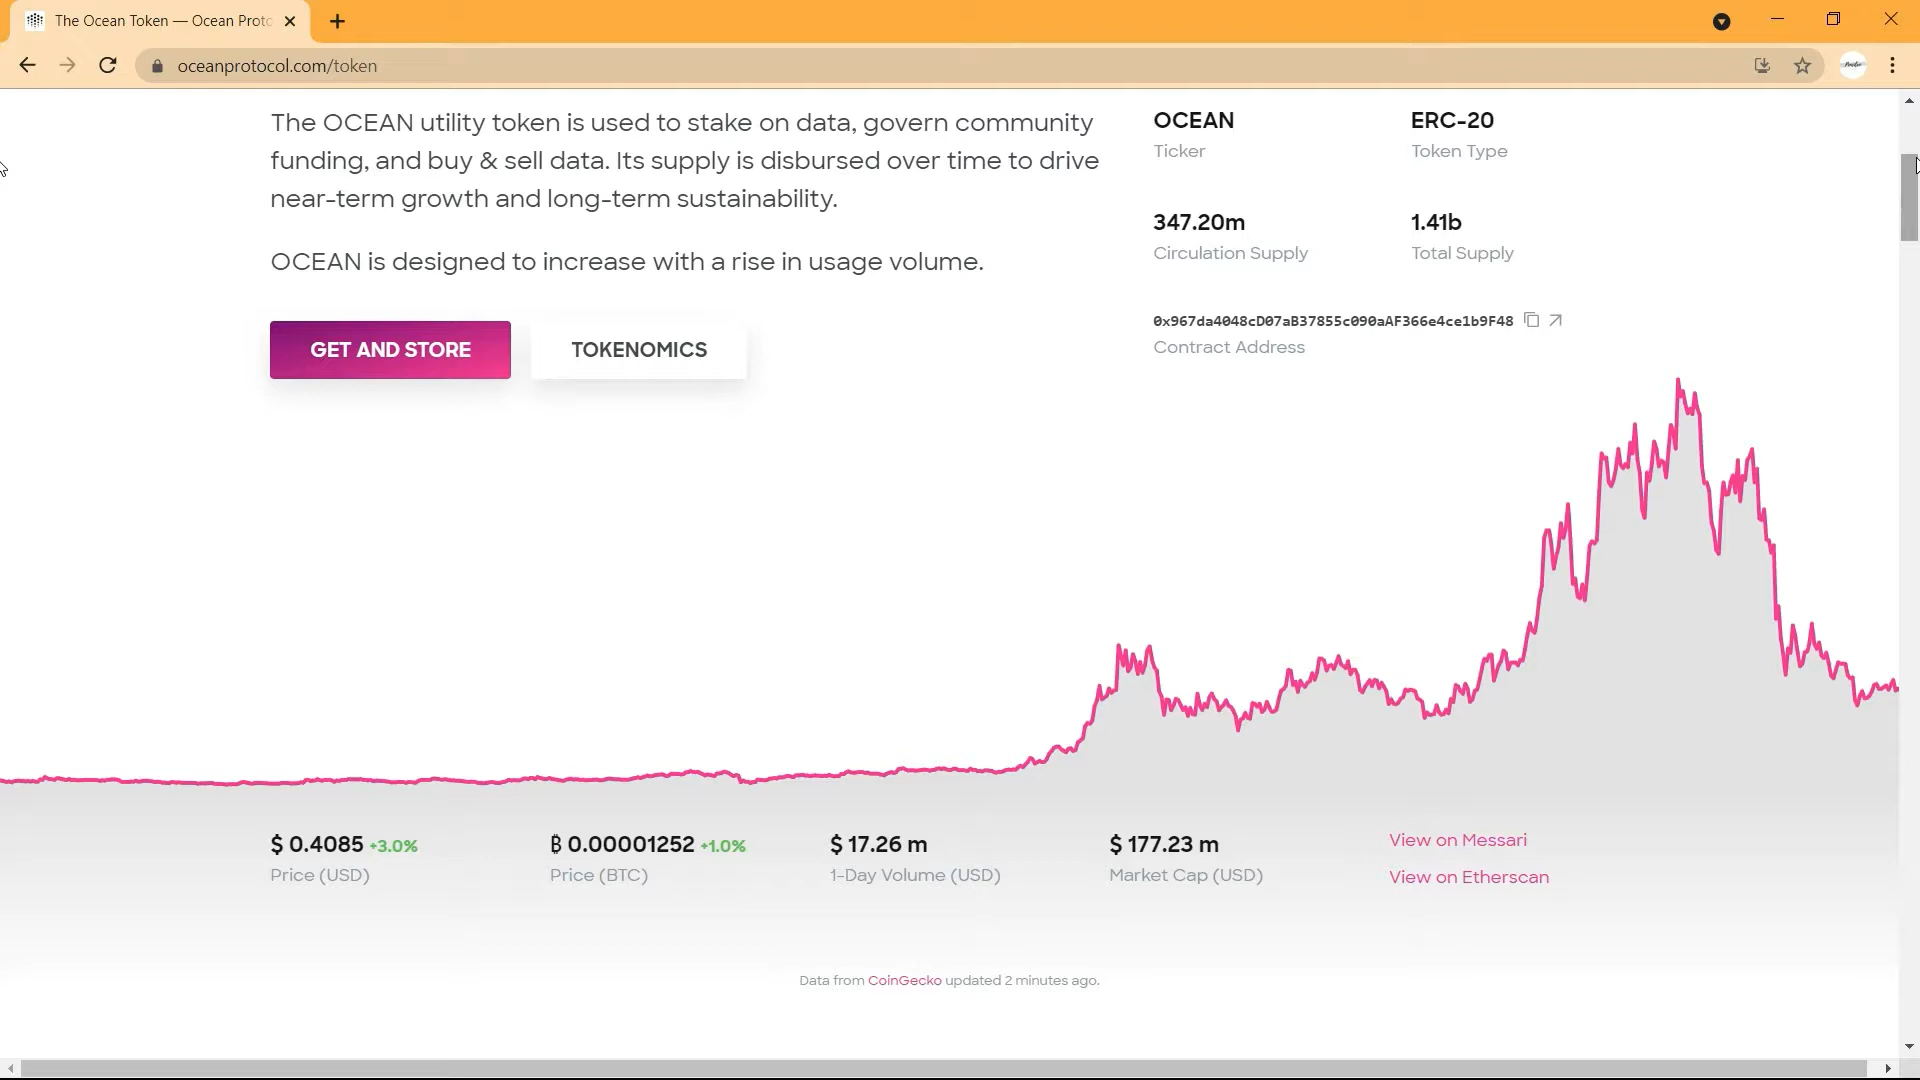 The Ocean Token — Ocean Proto
oceanprotocol.com/token
The OCEAN utility token is used to stake on data, govern community
funding, and buy & sell data. Its supply is disbursed over time to drive
near-term growth and long-term sustainability.
OCEAN is designed to increase with a rise in usage volume.
GET AND STORE
TOKENOMICS
OCEAN
Ticker
ERC-20
Token Type
347.20m
Circulation Supply
1.41b
Total Supply
0x967da4048cD07aB37855c090aAF366e4ce1b9F48
Contract Address
$ 0.4085 +3.0%
Price (USD)
₿ 0.00001252 +1.0%
Price (BTC)
$ 17.26 m
1-Day Volume (USD)
$ 177.23 m
Market Cap (USD)
View on Messari
View on Etherscan
Data from CoinGecko updated 2 minutes ago.